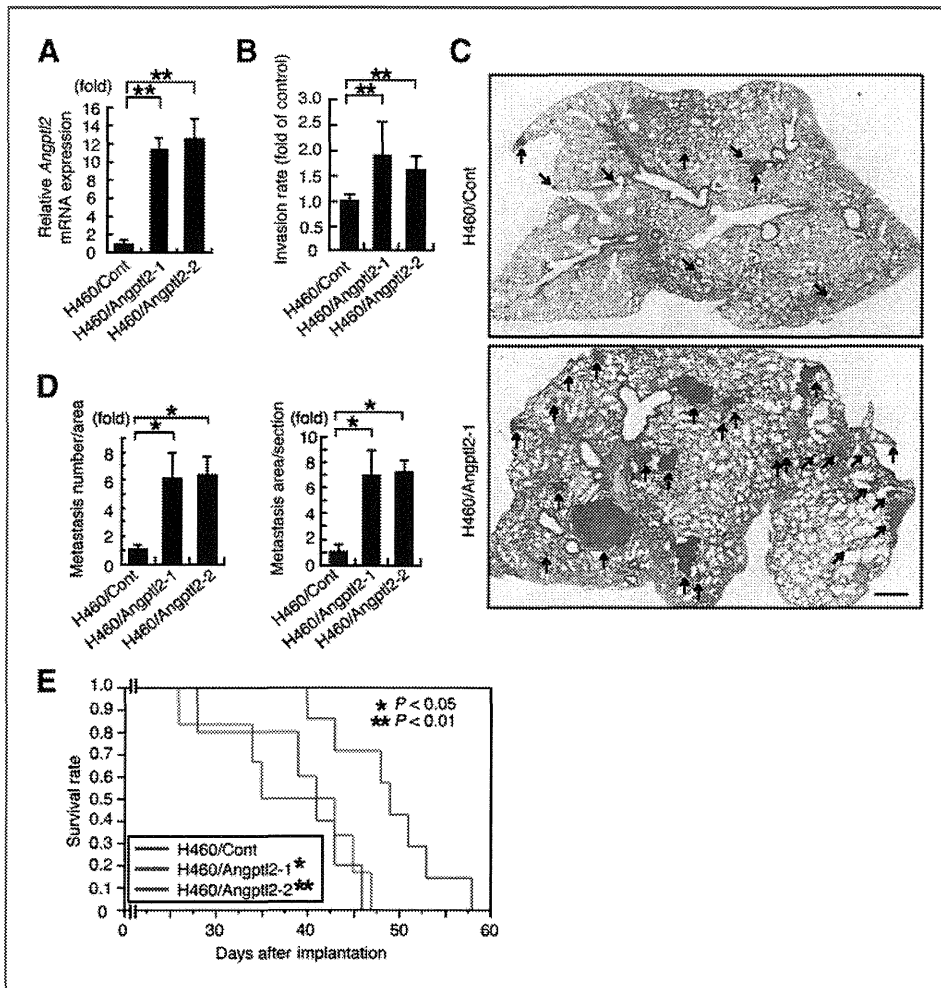 A
(fold)
**
**
Relative Angptl2
mRNA expression
16
14
12
10
8
6
4
2
0
H460/Cont
H460/Angptl2-1
H460/Angptl2-2
B
**
**
Invasion rate (fold of control)
3.0
2.5
2.0
1.5
1.0
0.5
0
H460/Cont
H460/Angptl2-1
H460/Angptl2-2
C
H460/Cont
H460/Angptl2-1
D
(fold)
*
*
Metastasis number/area
8
6
4
2
0
H460/Cont
H460/Angptl2-1
H460/Angptl2-2
(fold)
*
*
Metastasis area/section
10
8
6
4
2
0
H460/Cont
H460/Angptl2-1
H460/Angptl2-2
E
Survival rate
1.0
0.9
0.8
0.7
0.6
0.5
0.4
0.3
0.2
0.1
0
* P < 0.05
** P < 0.01
H460/Cont
H460/Angptl2-1*
H460/Angptl2-2**
0 30 40 50 60
Days after implantation